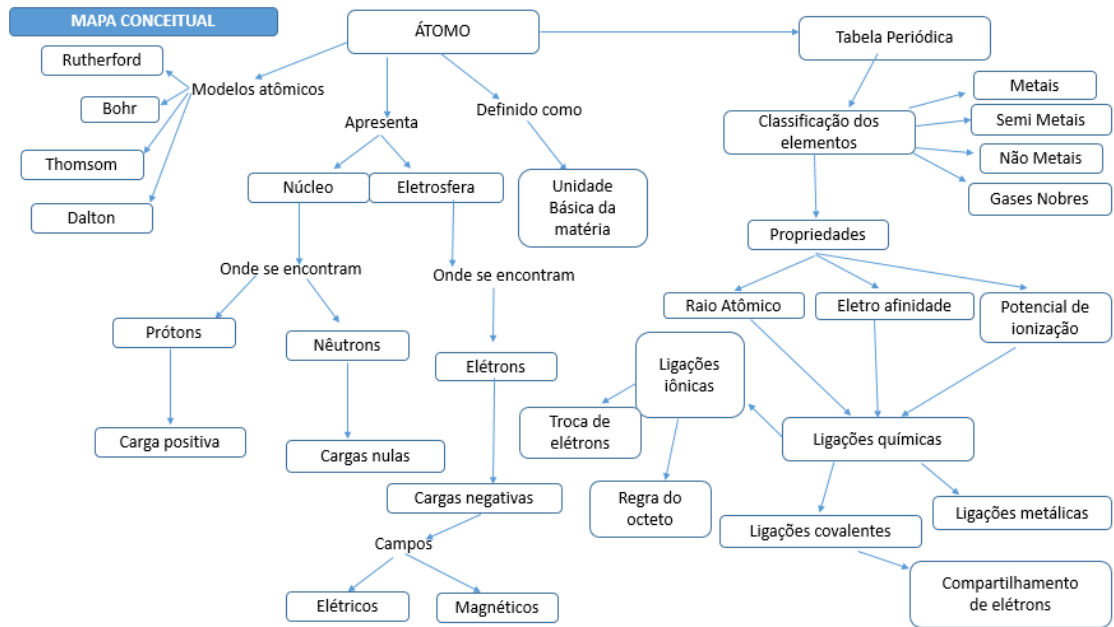 MAPA CONCEITUAL
ÁTOMO
Tabela Periódica
Rutherford
Modelos atômicos
Bohr
Thomsom
Dalton
Apresenta
Definido como
Núcleo
Eletrosfera
Unidade
Básica da
matéria
Classificação dos
elementos
Metais
Semi Metais
Não Metais
Gases Nobres
Propriedades
Onde se encontram
Onde se encontram
Raio Atômico
Eletro afinidade
Potencial de
ionização
Prótons
Nêutrons
Elétrons
Ligações
iônicas
Troca de
elétrons
Ligações químicas
Carga positiva
Cargas nulas
Cargas negativas
Regra do
octeto
Ligações covalentes
Ligações metálicas
Campos
Elétricos
Magnéticos
Compartilhamento
de elétrons